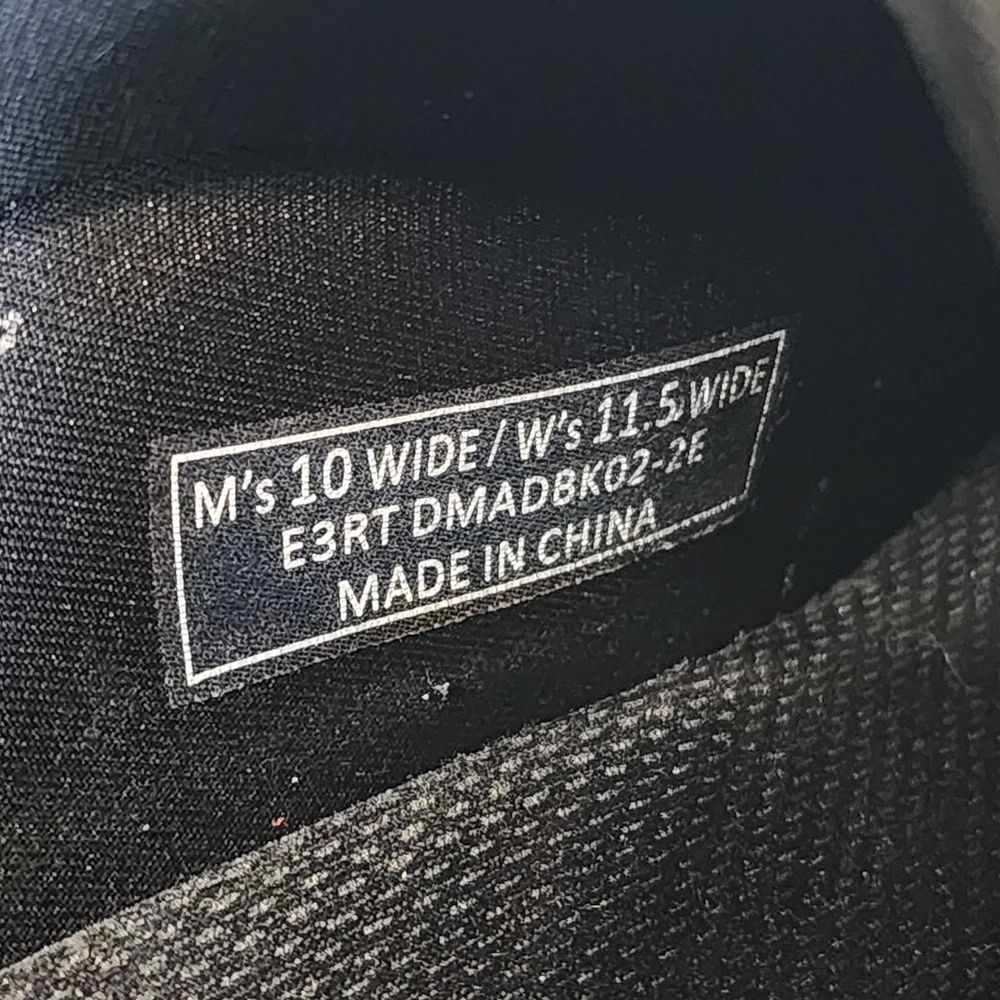 M's 10 WIDE / W's 11.5 WIDE
E3RT DMADBK02-2E
MADE IN CHINA